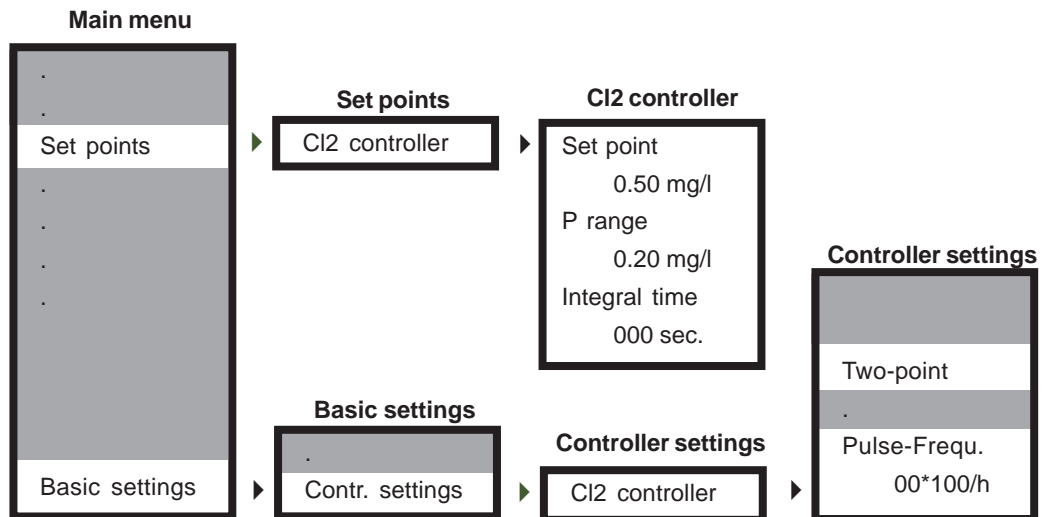 Main menu
.
.
Set points
.
.
.
.
Basic settings
Set points
Cl2 controller
Cl2 controller
Set point
0.50 mg/l
P range
0.20 mg/l
Integral time
000 sec.
Basic settings
.
Contr. settings
Controller settings
Cl2 controller
Controller settings
Two-point
.
Pulse-Frequ.
00*100/h